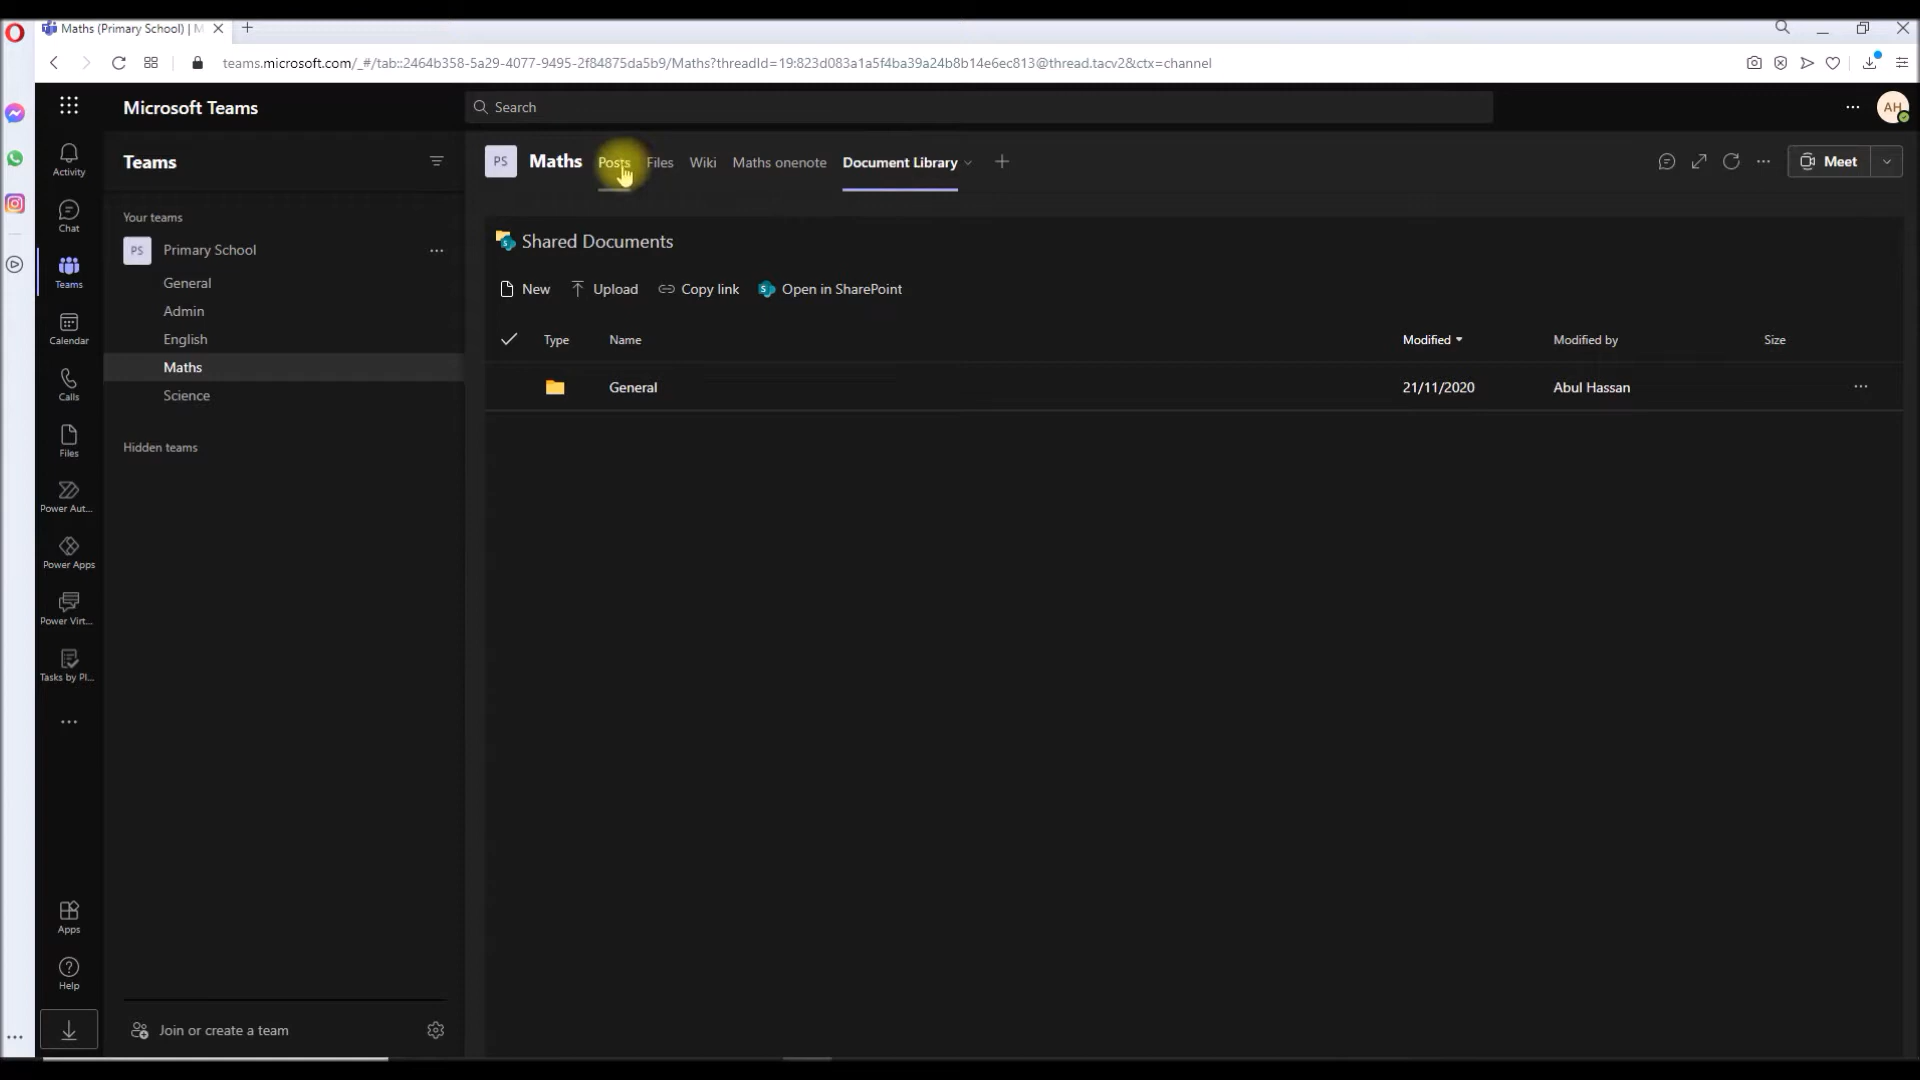 Maths (Primary School) | M
teams.microsoft.com/_#/tab::2464b358-5a29-4077-9495-2f84875da5b9/Maths?threadId=19:823d083a1a5f4ba39a24b8b14e6ec813@thread.tacv2&ctx=channel
Microsoft Teams
Search
AH
Activity
Chat
Teams
Calendar
Calls
Files
Power Aut...
Power Apps
Power Virt...
Tasks by Pl...
Apps
Help
Teams
Your teams
PS Primary School
General
Admin
English
Maths
Science
Hidden teams
Join or create a team
PS Maths Posts Files Wiki Maths onenote Document Library
Meet
Shared Documents
New Upload Copy link Open in SharePoint
Type Name Modified Modified by Size
General 21/11/2020 Abul Hassan